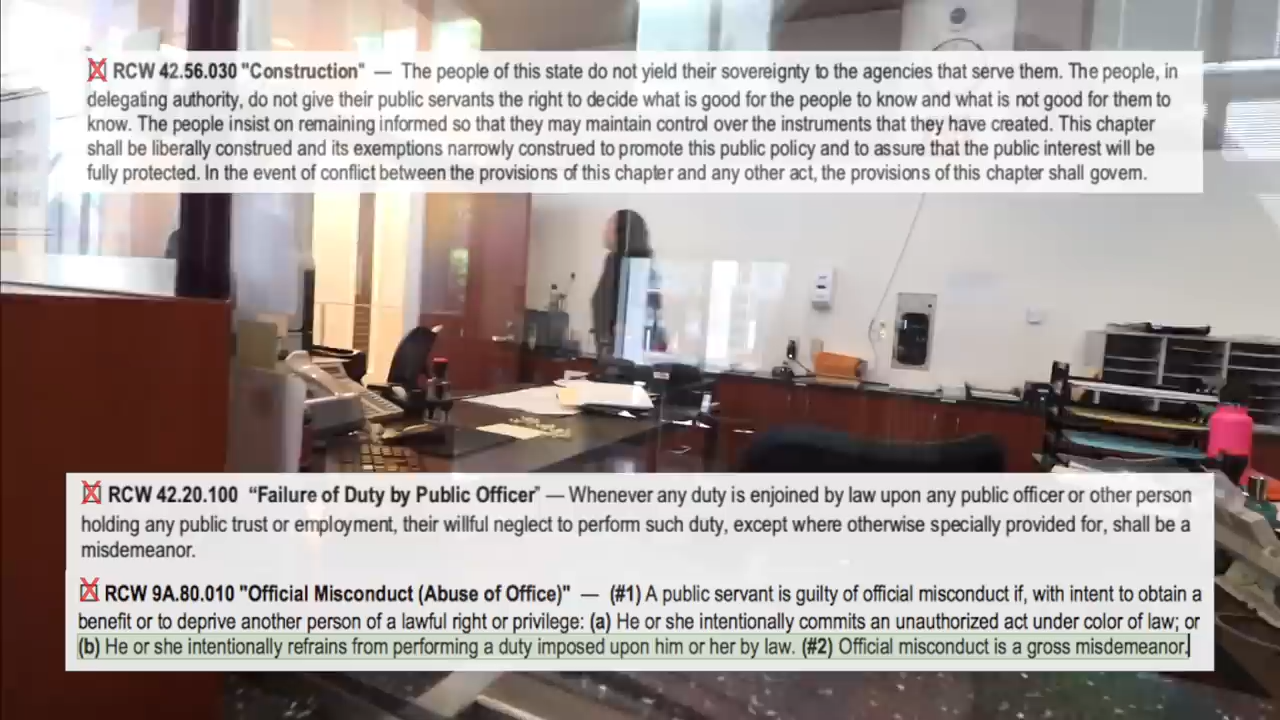 ☒ RCW 42.56.030 "Construction" — The people of this state do not yield their sovereignty to the agencies that serve them. The people, in
delegating authority, do not give their public servants the right to decide what is good for the people to know and what is not good for them to
know. The people insist on remaining informed so that they may maintain control over the instruments that they have created. This chapter
shall be liberally construed and its exemptions narrowly construed to promote this public policy and to assure that the public interest will be
fully protected. In the event of conflict between the provisions of this chapter and any other act, the provisions of this chapter shall govern.
☒ RCW 42.20.100 “Failure of Duty by Public Officer” — Whenever any duty is enjoined by law upon any public officer or other person
holding any public trust or employment, their willful neglect to perform such duty, except where otherwise specially provided for, shall be a
misdemeanor.
☒ RCW 9A.80.010 "Official Misconduct (Abuse of Office)" — (#1) A public servant is guilty of official misconduct if, with intent to obtain a
benefit or to deprive another person of a lawful right or privilege: (a) He or she intentionally commits an unauthorized act under color of law; or
(b) He or she intentionally refrains from performing a duty imposed upon him or her by law. (#2) Official misconduct is a gross misdemeanor.